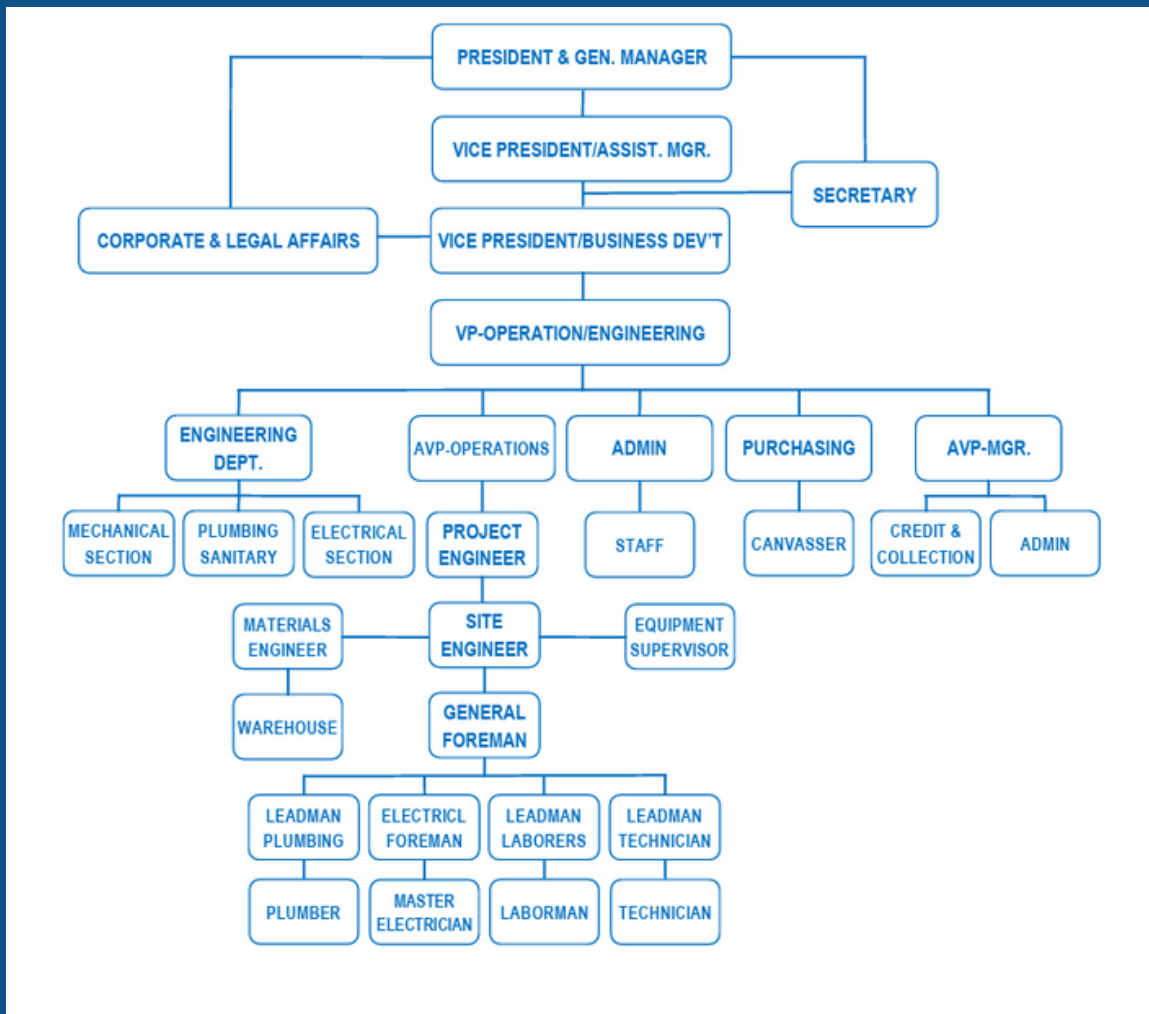 PRESIDENT & GEN. MANAGER
VICE PRESIDENT/ASSIST. MGR.
SECRETARY
CORPORATE & LEGAL AFFAIRS
VICE PRESIDENT/BUSINESS DEV'T
VP-OPERATION/ENGINEERING
ENGINEERING
DEPT.
AVP-OPERATIONS
ADMIN
PURCHASING
AVP-MGR.
MECHANICAL
SECTION
PLUMBING
SANITARY
ELECTRICAL
SECTION
PROJECT
ENGINEER
STAFF
CANVASSER
CREDIT &
COLLECTION
ADMIN
MATERIALS
ENGINEER
SITE
ENGINEER
EQUIPMENT
SUPERVISOR
WAREHOUSE
GENERAL
FOREMAN
LEADMAN
PLUMBING
ELECTRICL
FOREMAN
LEADMAN
LABORERS
LEADMAN
TECHNICIAN
PLUMBER
MASTER
ELECTRICIAN
LABORMAN
TECHNICIAN